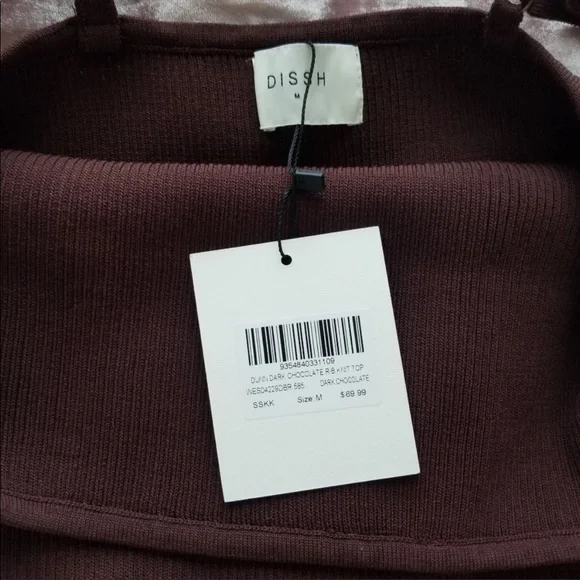 DISSH
M
9354840331109
DUNN DARK CHOCOLATE RIB KNIT TOP
DARK CHOCOLATE
SSKK Size M $69.99